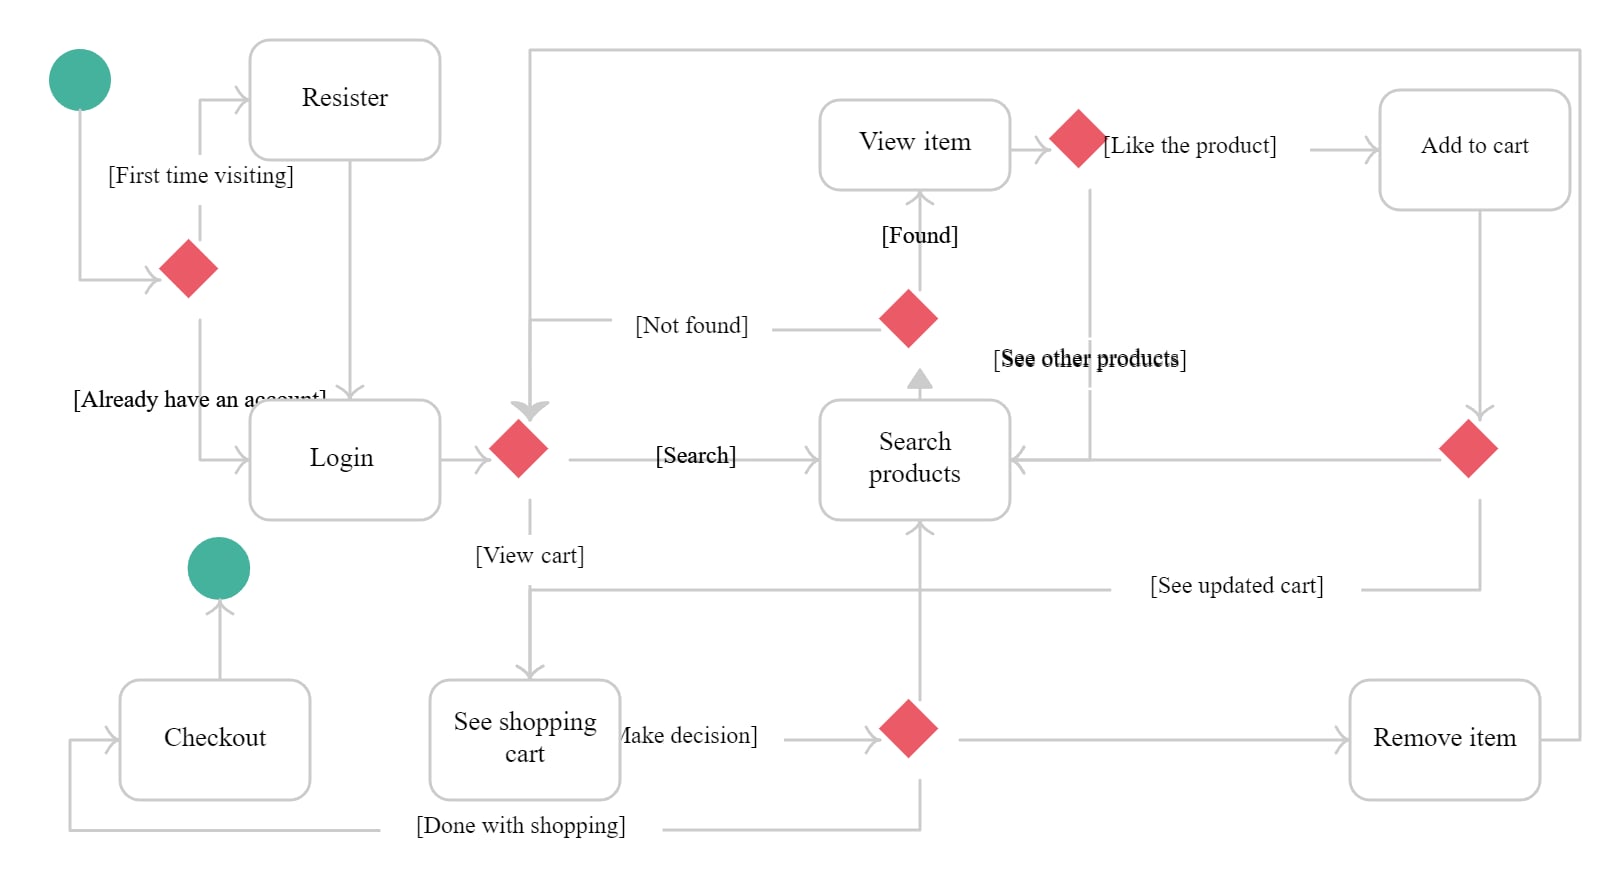 Resister
[First time visiting]
View item
[Like the product]
Add to cart
[Found]
[Not found]
[See other products]
[Already have an account]
Login
[Search]
Search
products
[View cart]
[See updated cart]
Checkout
See shopping
cart
Make decision]
Remove item
[Done with shopping]